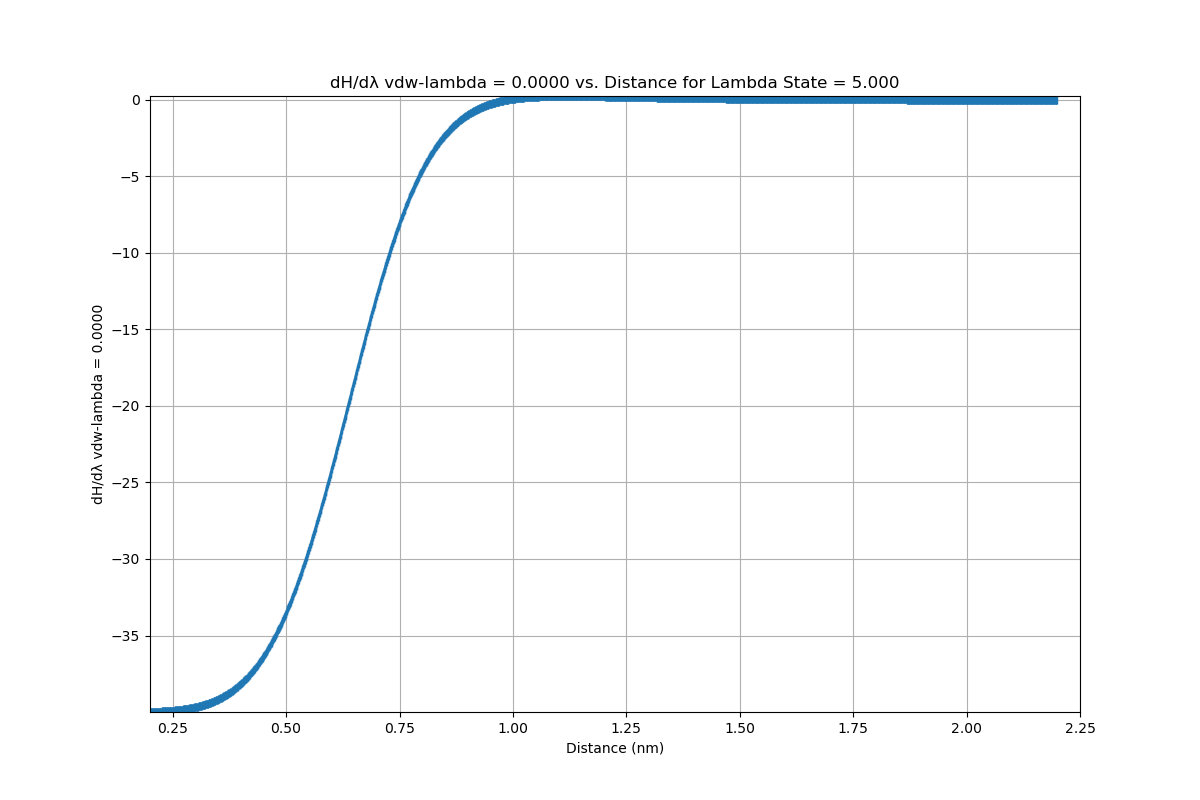 dH/dλ vdw-lambda = 0.0000 vs. Distance for Lambda State = 5.000
dH/dλ vdw-lambda = 0.0000
0
−5
−10
−15
−20
−25
−30
−35
0.25 0.50 0.75 1.00 1.25 1.50 1.75 2.00 2.25
Distance (nm)